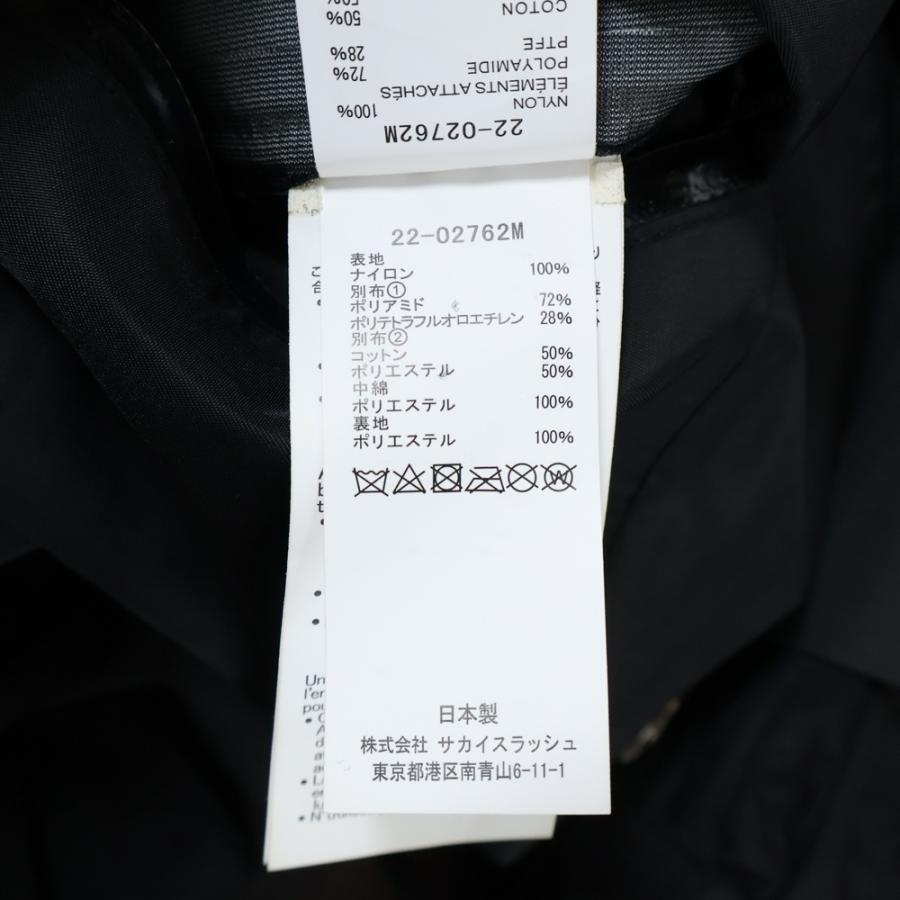 50%
COTON
28%
PTFE
72%
POLYAMIDE
ÉLÉMENTS ATTACHÉS
100%
NYLON
22-02762M
22-02762M
表地
ナイロン 100%
別布①
ポリアミド 72%
ポリテトラフルオロエチレン 28%
別布②
コットン 50%
ポリエステル 50%
中綿
ポリエステル 100%
裏地
ポリエステル 100%
W
日本製
株式会社 サカイスラッシュ
東京都港区南青山6-11-1
Un
l'en
pou